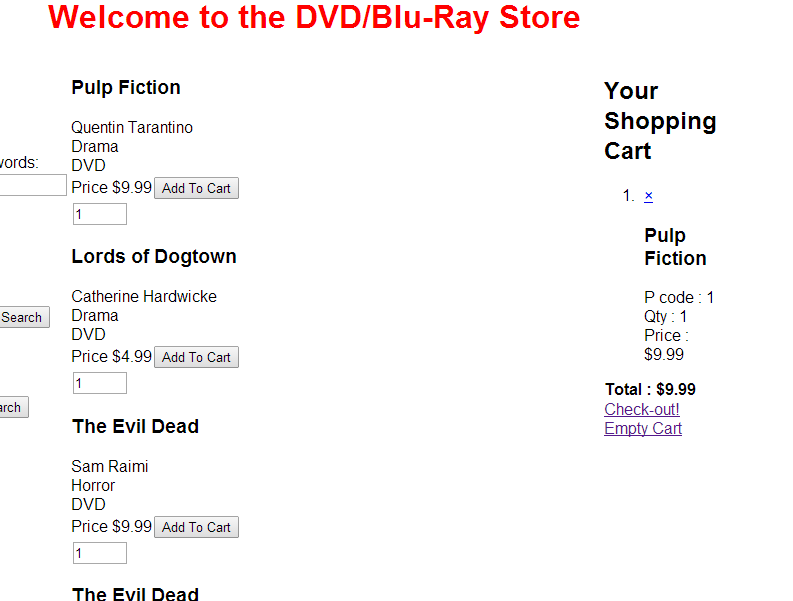 Welcome to the DVD/Blu-Ray Store
words:
Search
arch
Pulp Fiction
Quentin Tarantino
Drama
DVD
Price $9.99 Add To Cart
1
Lords of Dogtown
Catherine Hardwicke
Drama
DVD
Price $4.99 Add To Cart
1
The Evil Dead
Sam Raimi
Horror
DVD
Price $9.99 Add To Cart
1
The Evil Dead
Your
Shopping
Cart
1. ×
Pulp
Fiction
P code : 1
Qty : 1
Price :
$9.99
Total : $9.99
Check-out!
Empty Cart